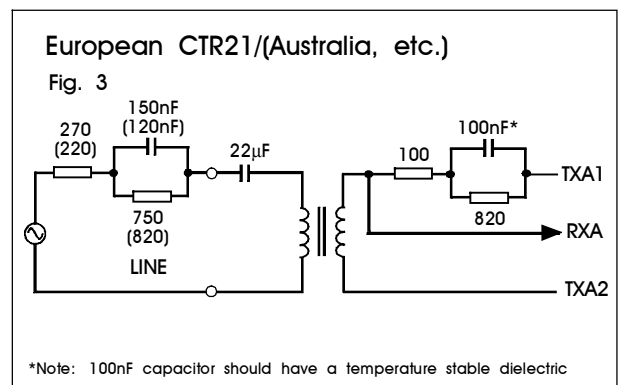 European CTR21/(Australia, etc.)
Fig. 3
150nF
(120nF)
270
(220)
22µF
100nF*
100
TXA1
750
(820)
820
RXA
LINE
TXA2
*Note: 100nF capacitor should have a temperature stable dielectric